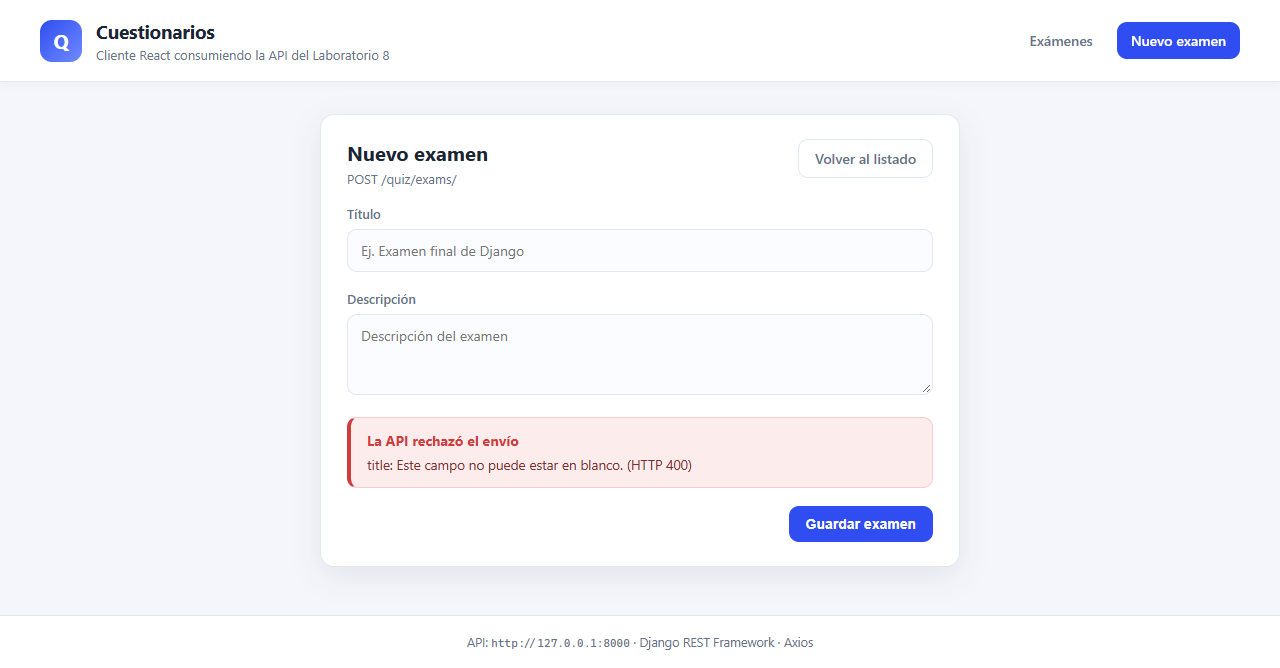 Q
Cuestionarios
Cliente React consumiendo la API del Laboratorio 8
Exámenes
Nuevo examen
Nuevo examen
POST /quiz/exams/
Volver al listado
Título
Ej. Examen final de Django
Descripción
Descripción del examen
La API rechazó el envío
title: Este campo no puede estar en blanco. (HTTP 400)
Guardar examen
API: http://127.0.0.1:8000 · Django REST Framework · Axios